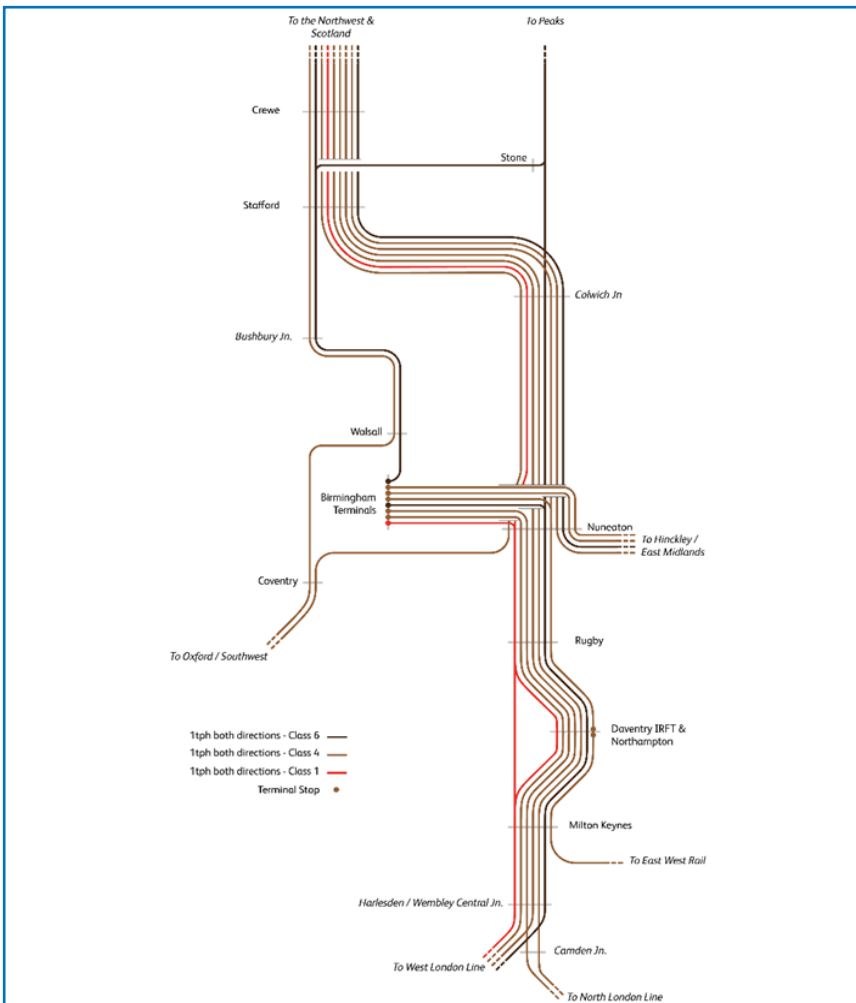 To the Northwest &
Scotland
To Peaks
Crewe
Stone
Stafford
Colwich Jn
Bushbury Jn.
Walsall
Birmingham
Terminals
Nuneaton
To Hinckley /
East Midlands
Coventry
To Oxford / Southwest
Rugby
Daventry IRFT &
Northampton
1tph both directions - Class 6
1tph both directions - Class 4
1tph both directions - Class 1
Terminal Stop
Milton Keynes
To East West Rail
Harlesden / Wembley Central Jn.
Camden Jn.
To West London Line
To North London Line